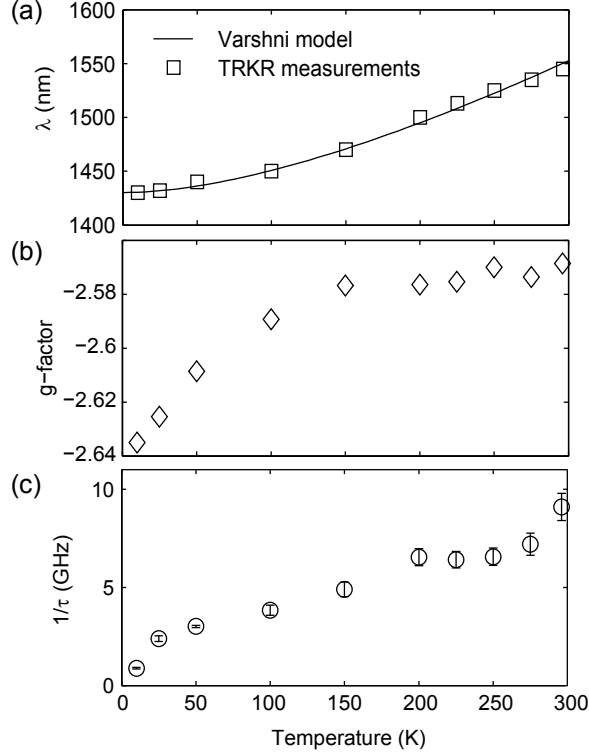 (a)
1600
1550
1500
1450
1400
λ (nm)
Varshni model
TRKR measurements
(b)
−2.58
−2.6
−2.62
−2.64
g−factor
(c)
10
5
0
1/τ (GHz)
0 50 100 150 200 250 300
Temperature (K)